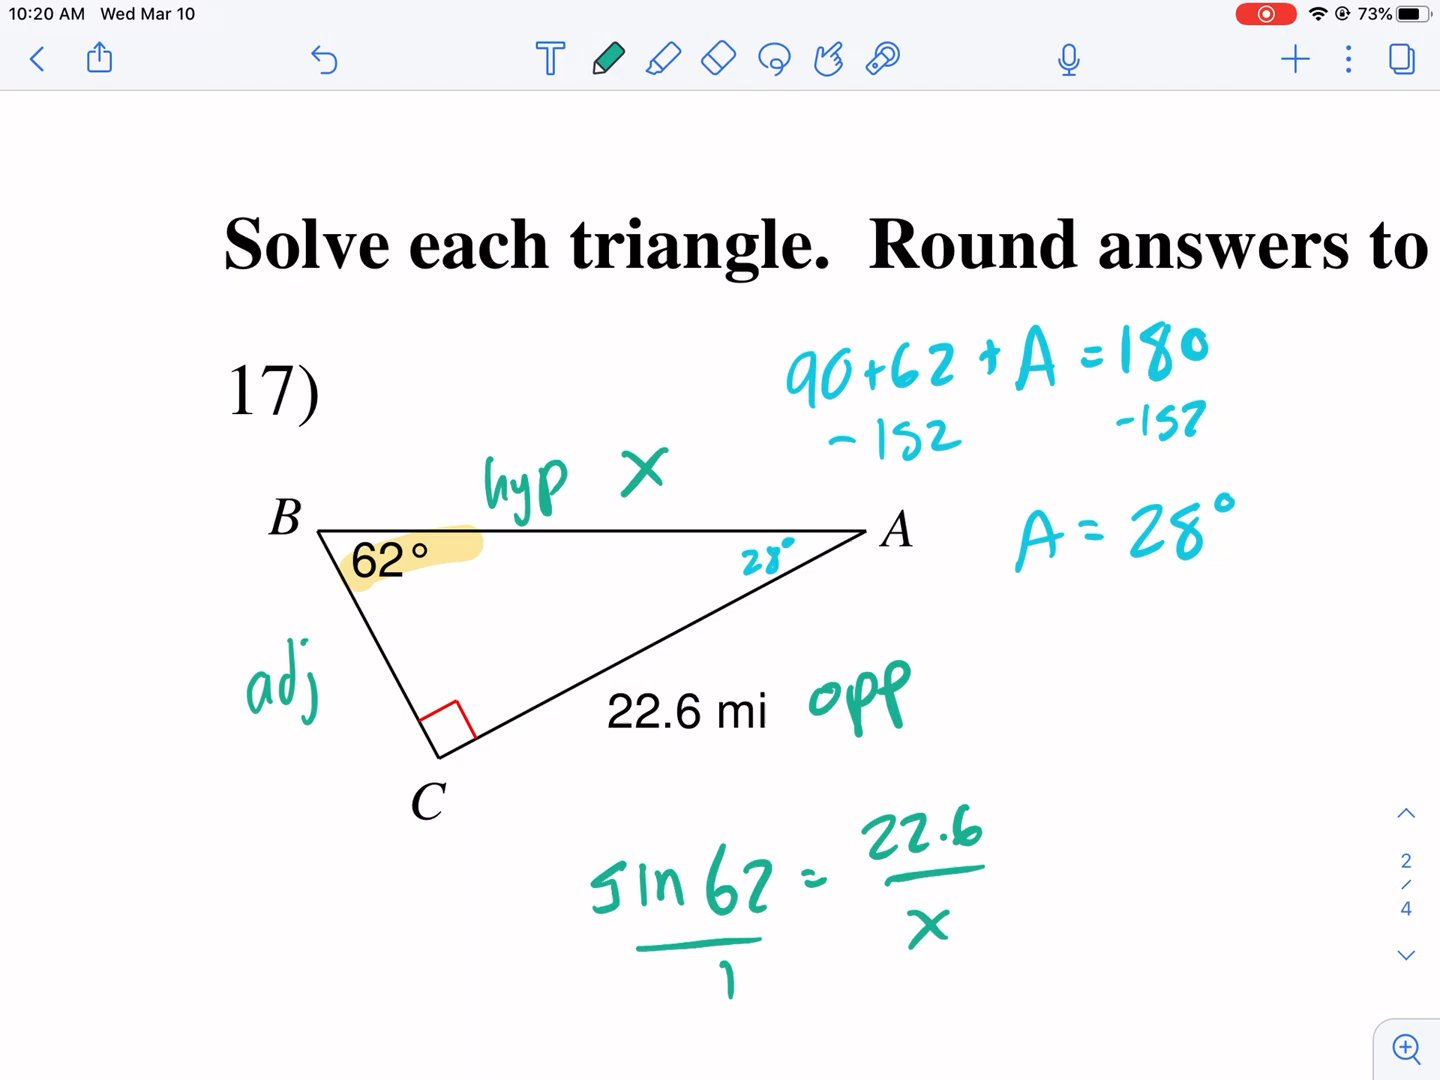 10:20 AM Wed Mar 10 73%
T
Solve each triangle. Round answers to
17)
90+62 + A = 180
- 152 -152
hyp x
B A
A = 28°
62° 28°
adj
22.6 mi opp
C
sin 62 = 22.6
1 x
2
/
4